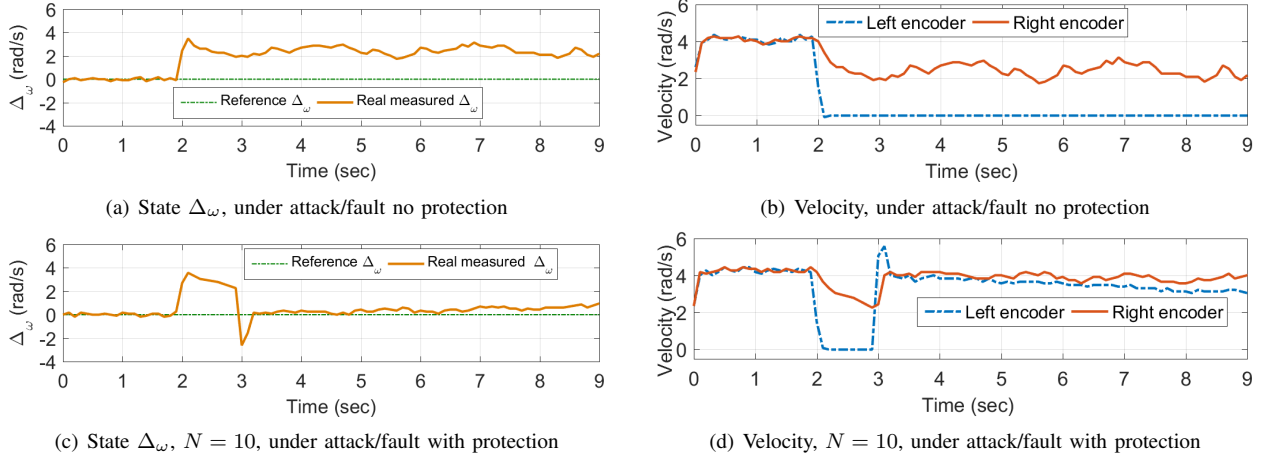 6
4
2
0
-2
-4
Δω (rad/s)
Reference Δω
Real measured Δω
0 1 2 3 4 5 6 7 8 9
Time (sec)
(a) State Δω, under attack/fault no protection
6
4
2
0
Velocity (rad/s)
Left encoder
Right encoder
0 1 2 3 4 5 6 7 8 9
Time (sec)
(b) Velocity, under attack/fault no protection
6
4
2
0
-2
-4
Δω (rad/s)
Reference Δω
Real measured Δω
0 1 2 3 4 5 6 7 8 9
Time (sec)
(c) State Δω, N = 10, under attack/fault with protection
6
4
-2
0
Velocity (rad/s)
Left encoder
Right encoder
0 1 2 3 4 5 6 7 8 9
Time (sec)
(d) Velocity, N = 10, under attack/fault with protection